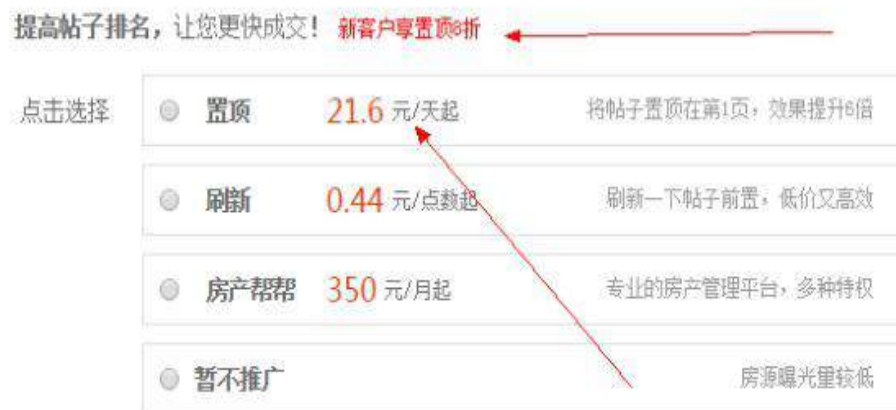 提高帖子排名，让您更快成交！ 新客户享置顶8折
点击选择 置顶 21.6 元/天起 将帖子置顶在第1页，效果提升6倍
刷新 0.44 元/点数起 刷新一下帖子前置，低价又高效
房产帮帮 350 元/月起 专业的房产管理平台，多种特权
暂不推广 房源曝光量较低